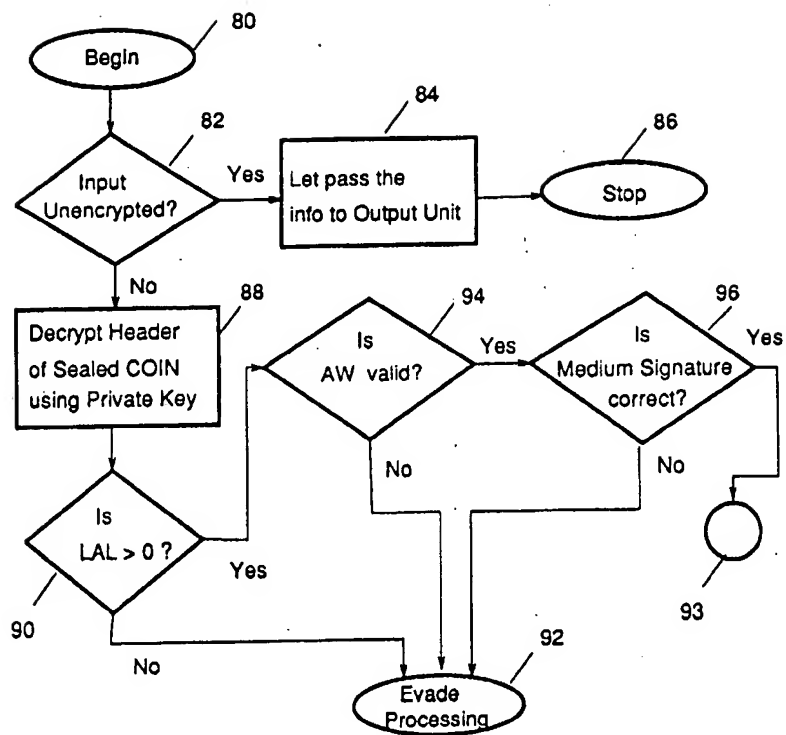 80
Begin
82
84
86
Input
Unencrypted?
Yes
Let pass the
info to Output Unit
Stop
No
88
Decrypt Header
of Sealed COIN
using Private Key
94
Is
AW valid?
Yes
96
Is
Medium Signature
correct?
Yes
No
No
Is
LAL > 0 ?
Yes
90
93
No
92
Evade
Processing